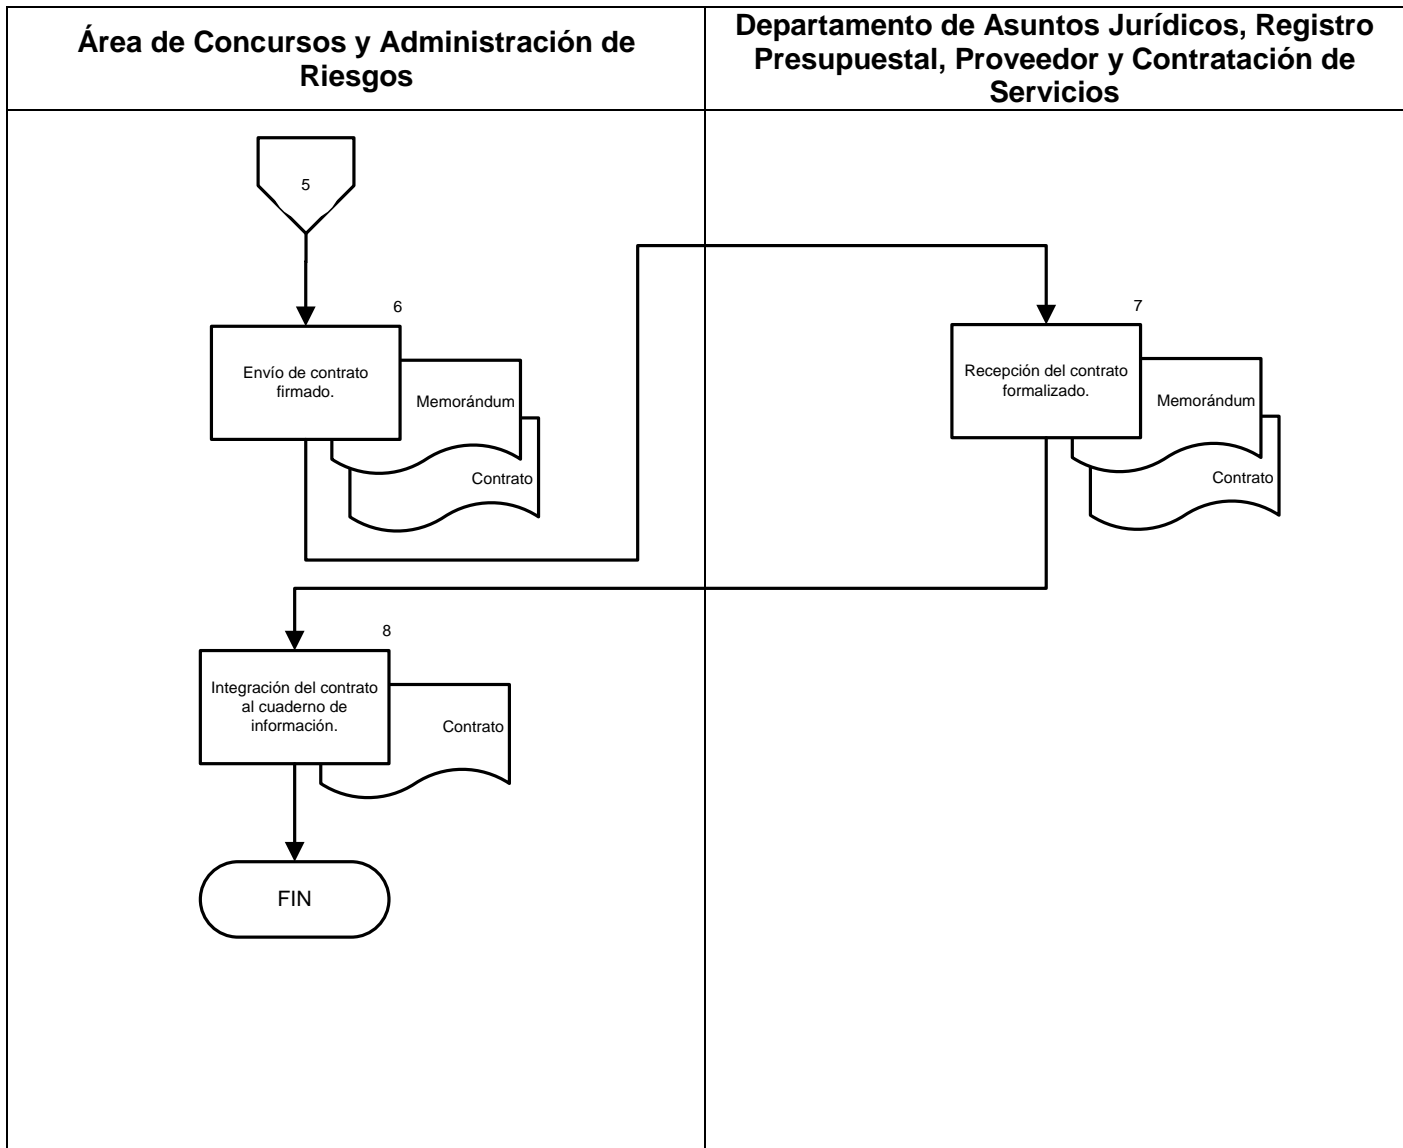 Área de Concursos y Administración de
Riesgos
Departamento de Asuntos Jurídicos, Registro
Presupuestal, Proveedor y Contratación de
Servicios
5
6
Envío de contrato
firmado.
Memorándum
Contrato
7
Recepción del contrato
formalizado.
Memorándum
Contrato
8
Integración del contrato
al cuaderno de
información.
Contrato
FIN